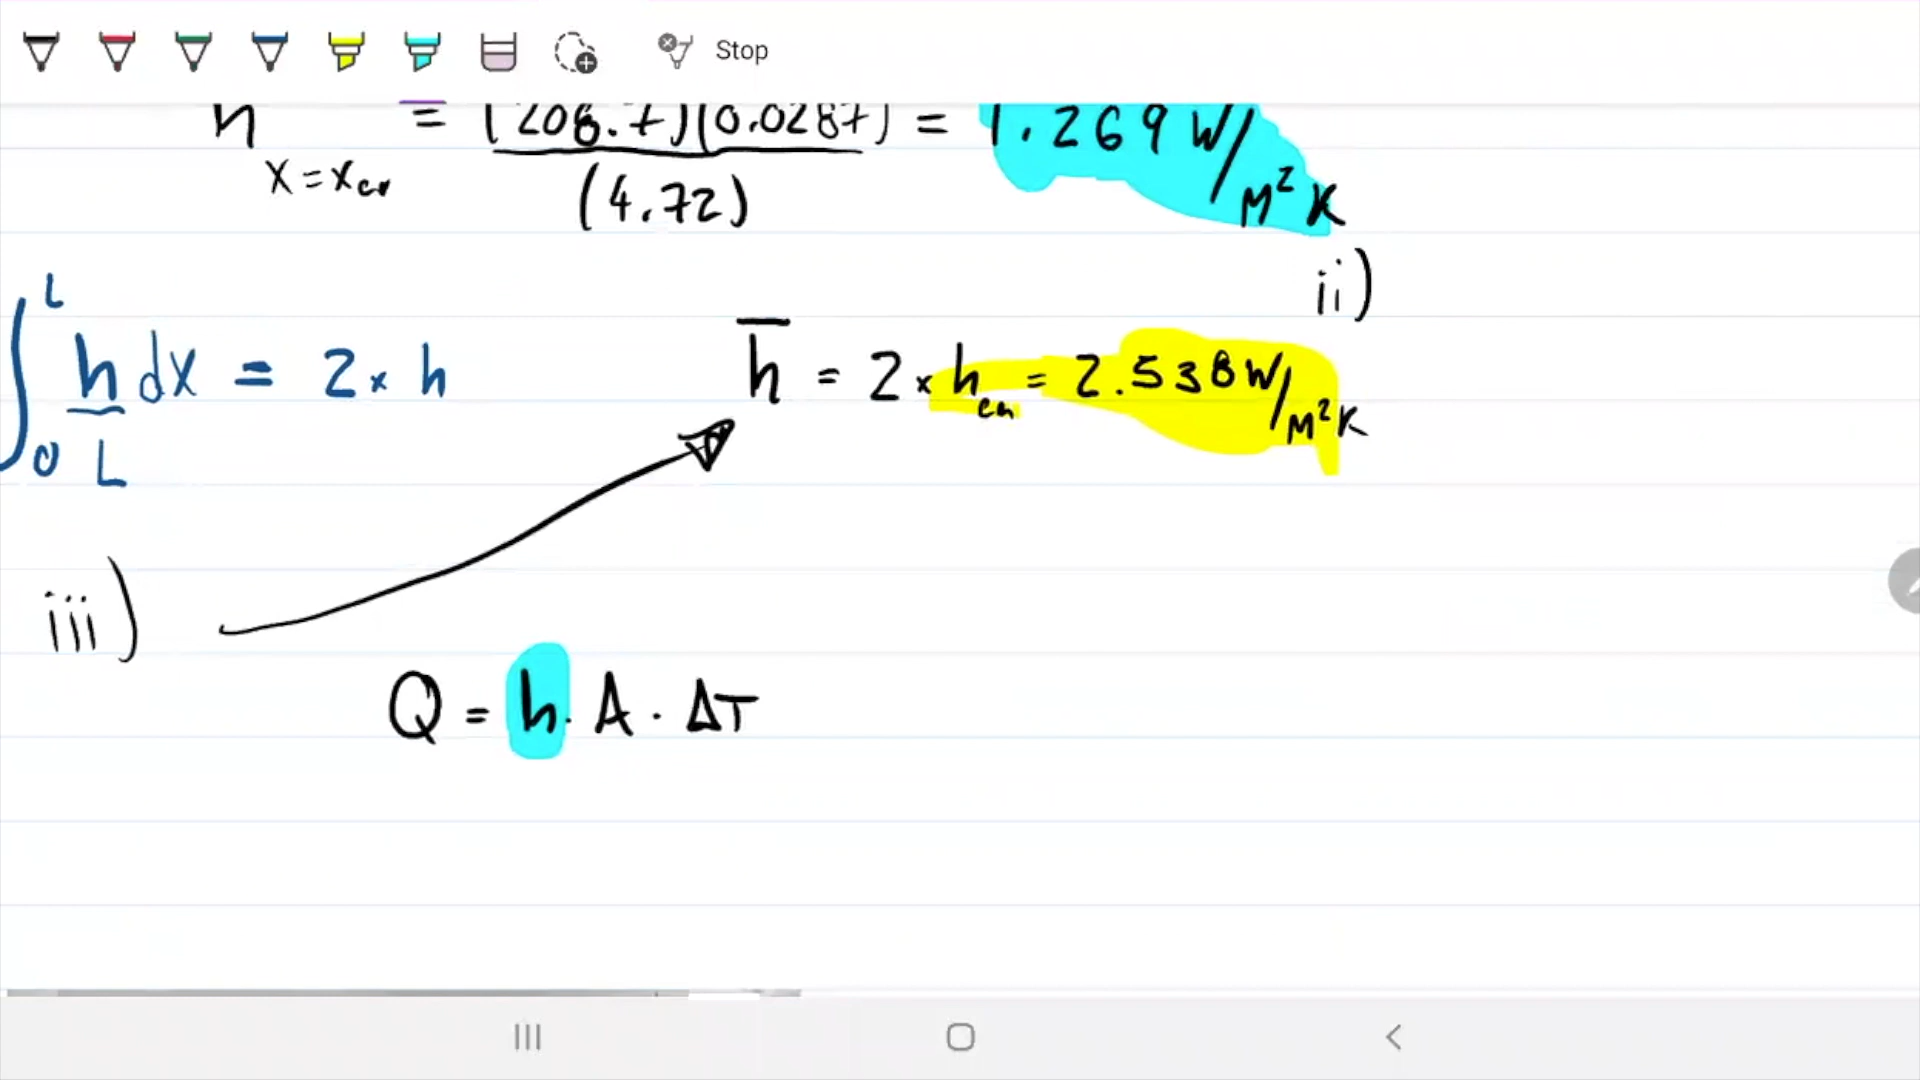 Stop
h x=xcr = (208.7)(0.0287) / (4.72) = 1.269 W/m²K
ii)
∫₀ᴸ h/L dx = 2 × h
h̅ = 2 × hcr = 2.538 W/m²K
iii)
Q = h · A · ΔT